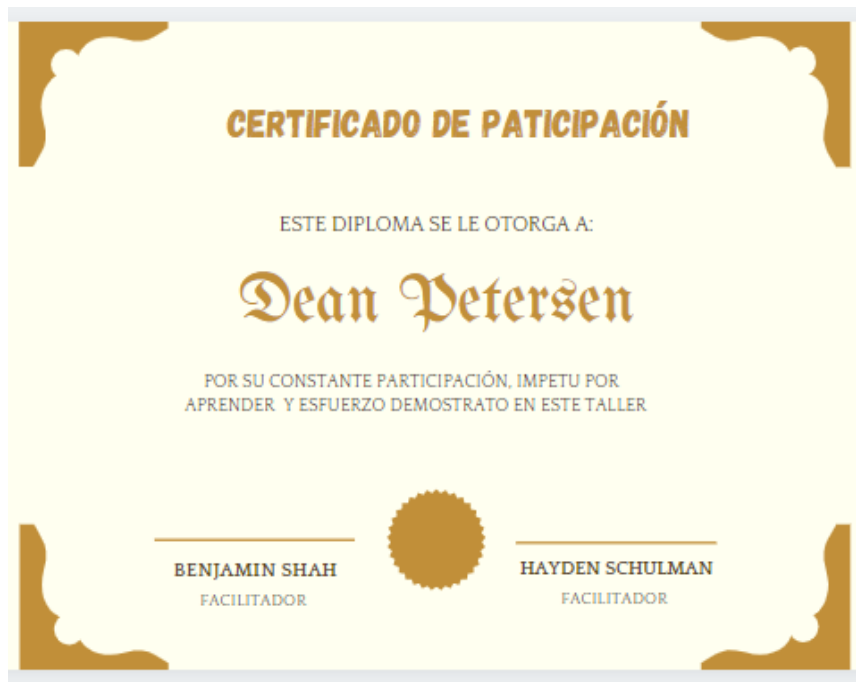 CERTIFICADO DE PATICIPACIÓN
ESTE DIPLOMA SE LE OTORGA A:
Dean Petersen
POR SU CONSTANTE PARTICIPACIÓN, IMPETU POR
APRENDER Y ESFUERZO DEMOSTRATO EN ESTE TALLER
BENJAMIN SHAH
FACILITADOR
HAYDEN SCHULMAN
FACILITADOR